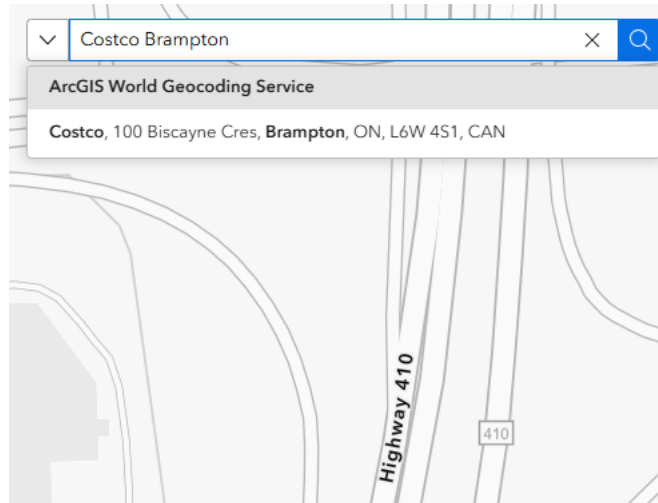 Costco Brampton
ArcGIS World Geocoding Service
Costco, 100 Biscayne Cres, Brampton, ON, L6W 4S1, CAN
Highway 410
410